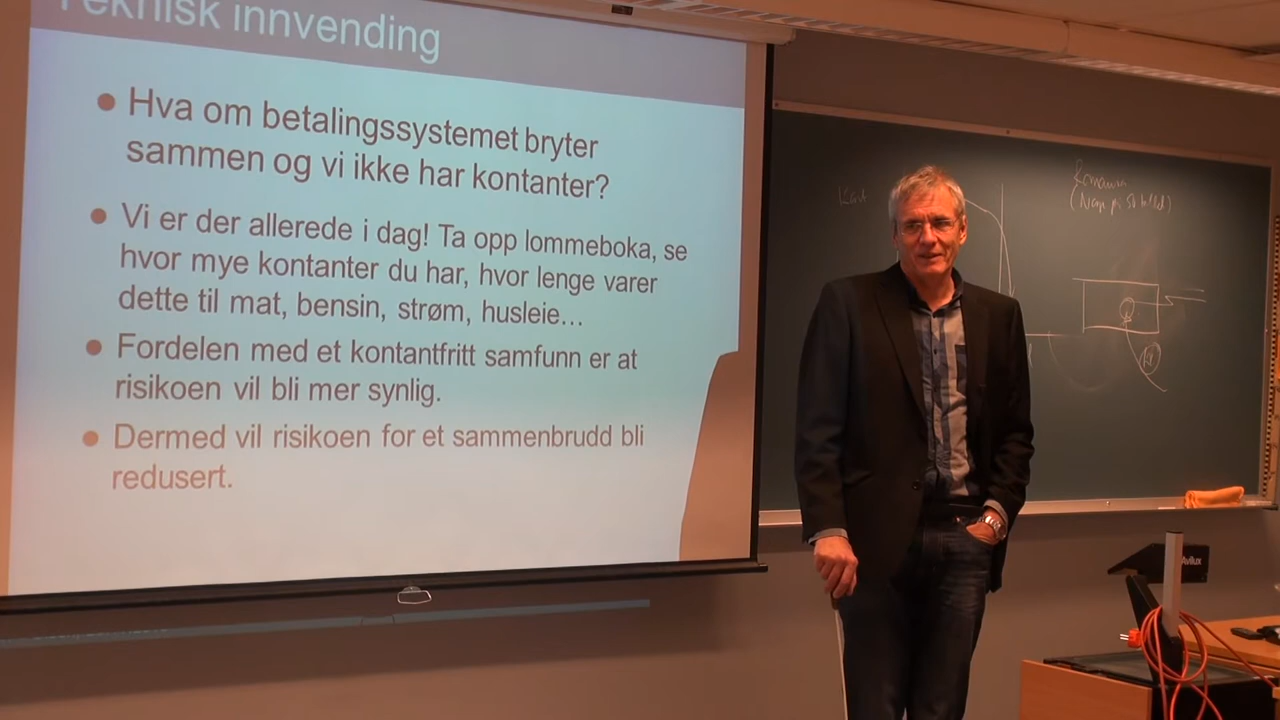 Teknisk innvending
Hva om betalingssystemet bryter
sammen og vi ikke har kontanter?
Vi er der allerede i dag! Ta opp lommeboka, se
hvor mye kontanter du har, hvor lenge varer
dette til mat, bensin, strøm, husleie...
Fordelen med et kontantfritt samfunn er at
risikoen vil bli mer synlig.
Dermed vil risikoen for et sammenbrudd bli
redusert.